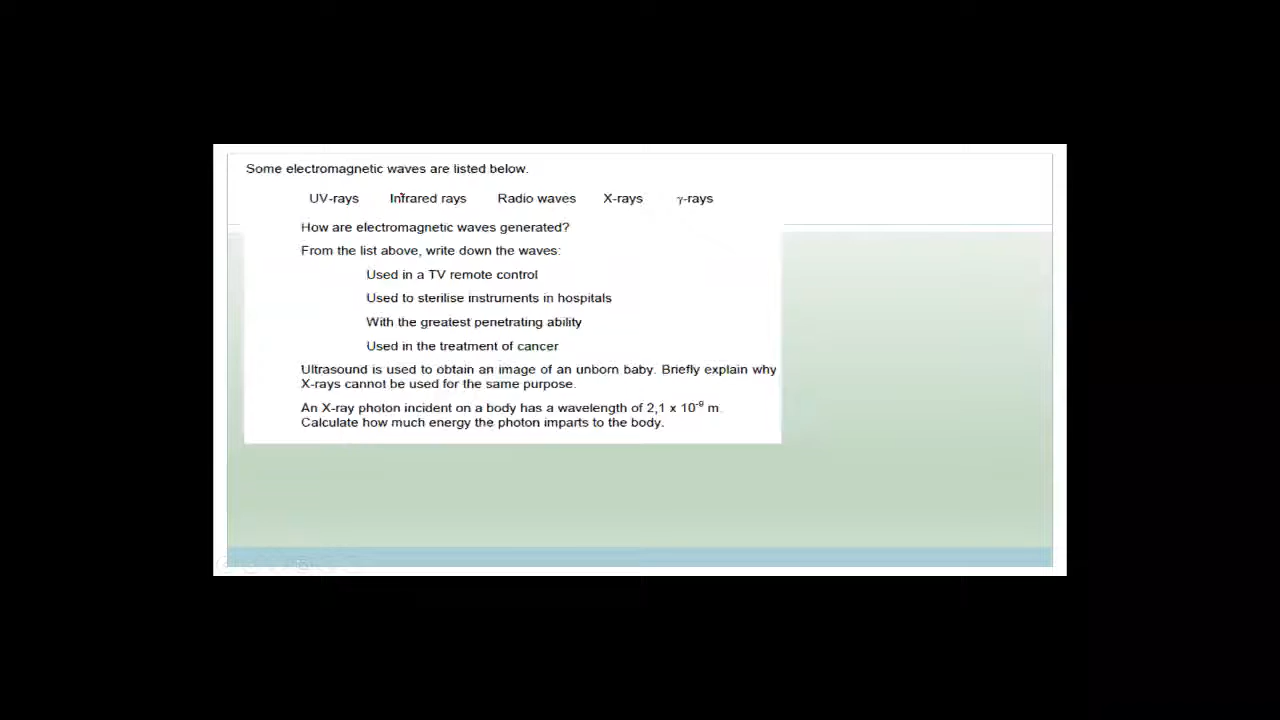 Some electromagnetic waves are listed below.
UV-rays Infrared rays Radio waves X-rays γ-rays
How are electromagnetic waves generated?
From the list above, write down the waves:
Used in a TV remote control
Used to sterilise instruments in hospitals
With the greatest penetrating ability
Used in the treatment of cancer
Ultrasound is used to obtain an image of an unborn baby. Briefly explain why
X-rays cannot be used for the same purpose.
An X-ray photon incident on a body has a wavelength of 2,1 x 10⁻⁹ m.
Calculate how much energy the photon imparts to the body.